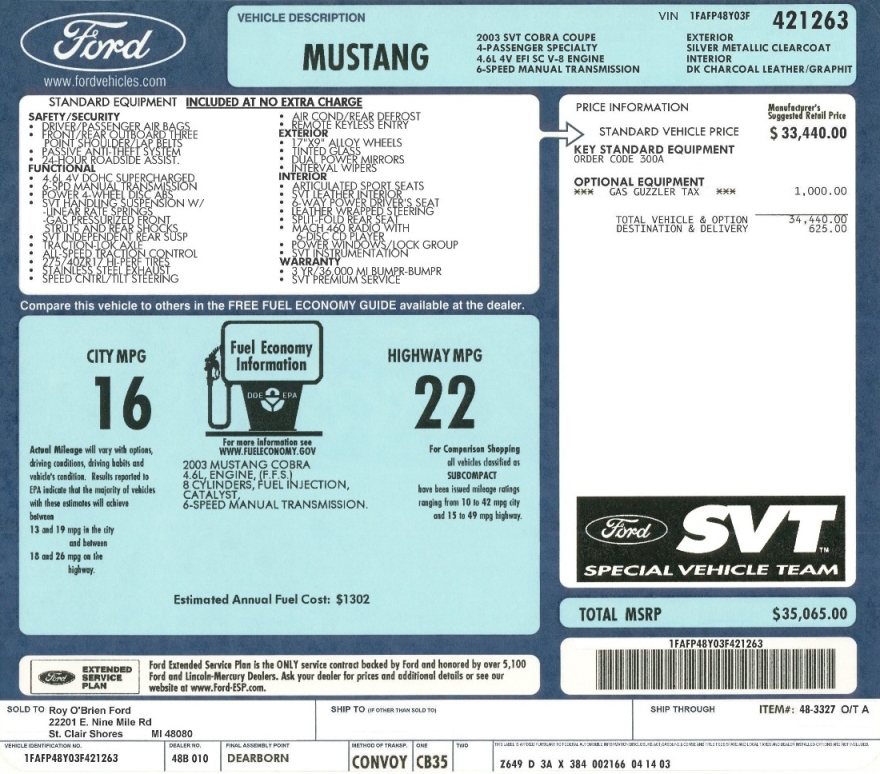 Ford
www.fordvehicles.com
VEHICLE DESCRIPTION
MUSTANG
2003 SVT COBRA COUPE
4-PASSENGER SPECIALTY
4.6L 4V EFI SC V-8 ENGINE
6-SPEED MANUAL TRANSMISSION
VIN 1FAFP48Y03F 421263
EXTERIOR
SILVER METALLIC CLEARCOAT
INTERIOR
DK CHARCOAL LEATHER/GRAPHIT
STANDARD EQUIPMENT INCLUDED AT NO EXTRA CHARGE
SAFETY/SECURITY
• DRIVER/PASSENGER AIR BAGS
• FRONT/REAR OUTBOARD THREE
POINT SHOULDER/LAP BELTS
• PASSIVE ANTI-THEFT SYSTEM
• 24-HOUR ROADSIDE ASSIST.
FUNCTIONAL
• 4.6L 4V DOHC SUPERCHARGED
• 6-SPD MANUAL TRANSMISSION
• POWER 4-WHEEL DISC ABS
• SVT HANDLING SUSPENSION W/
-LINEAR RATE SPRINGS
-GAS PRESSURIZED FRONT
STRUTS AND REAR SHOCKS
• SVT INDEPENDENT REAR SUSP
• TRACTION-LOK AXLE
• ALL-SPEED TRACTION CONTROL
• 275/40ZR17 HI-PERF TIRES
• STAINLESS STEEL EXHAUST
• SPEED CNTRL/TILT STEERING
• AIR COND/REAR DEFROST
• REMOTE KEYLESS ENTRY
EXTERIOR
• 17"X9" ALLOY WHEELS
• TINTED GLASS
• DUAL POWER MIRRORS
• INTERVAL WIPERS
INTERIOR
• ARTICULATED SPORT SEATS
• SVT LEATHER INTERIOR
• 6-WAY POWER DRIVER'S SEAT
• LEATHER WRAPPED STEERING
• SPLIT-FOLD REAR SEAT
• MACH 460 RADIO WITH
6-DISC CD PLAYER
• POWER WINDOWS/LOCK GROUP
• SVT INSTRUMENTATION
WARRANTY
• 3 YR/36,000 MI BUMPR-BUMPR
• SVT PREMIUM SERVICE
PRICE INFORMATION
Manufacturer's
Suggested Retail Price
STANDARD VEHICLE PRICE $33,440.00
KEY STANDARD EQUIPMENT
ORDER CODE 300A
OPTIONAL EQUIPMENT
*** GAS GUZZLER TAX *** 1,000.00
TOTAL VEHICLE & OPTION 34,440.00
DESTINATION & DELIVERY 625.00
Compare this vehicle to others in the FREE FUEL ECONOMY GUIDE available at the dealer.
CITY MPG
16
Fuel Economy
Information
DOE EPA
HIGHWAY MPG
22
For more information see
WWW.FUELECONOMY.GOV
Actual Mileage will vary with options,
driving conditions, driving habits and
vehicle's condition. Results reported to
EPA indicate that the majority of vehicles
with these estimates will achieve
between
13 and 19 mpg in the city
and between
18 and 26 mpg on the
highway.
2003 MUSTANG COBRA
4.6L, ENGINE, (F.F.S.)
8 CYLINDERS, FUEL INJECTION,
CATALYST,
6-SPEED MANUAL TRANSMISSION.
For Comparison Shopping
all vehicles classified as
SUBCOMPACT
have been issued mileage ratings
ranging from 10 to 42 mpg city
and 15 to 49 mpg highway.
Estimated Annual Fuel Cost: $1302
Ford SVT™
SPECIAL VEHICLE TEAM
TOTAL MSRP $35,065.00
1FAFP48Y03F421263
Ford EXTENDED
SERVICE
PLAN
Ford Extended Service Plan is the ONLY service contract backed by Ford and honored by over 5,100
Ford and Lincoln-Mercury Dealers. Ask your dealer for prices and additional details or see our
website at www.Ford-ESP.com.
SOLD TO Roy O'Brien Ford
22201 E. Nine Mile Rd
St. Clair Shores MI 48080
SHIP TO (IF OTHER THAN SOLD TO)
SHIP THROUGH
ITEM#: 48-3327 O/T A
VEHICLE IDENTIFICATION NO.
1FAFP48Y03F421263
DEALER NO.
48B 010
FINAL ASSEMBLY POINT
DEARBORN
METHOD OF TRANSP.
CONVOY
ONE
CB35
TWO
Z649 D 3A X 384 002166 04 14 03